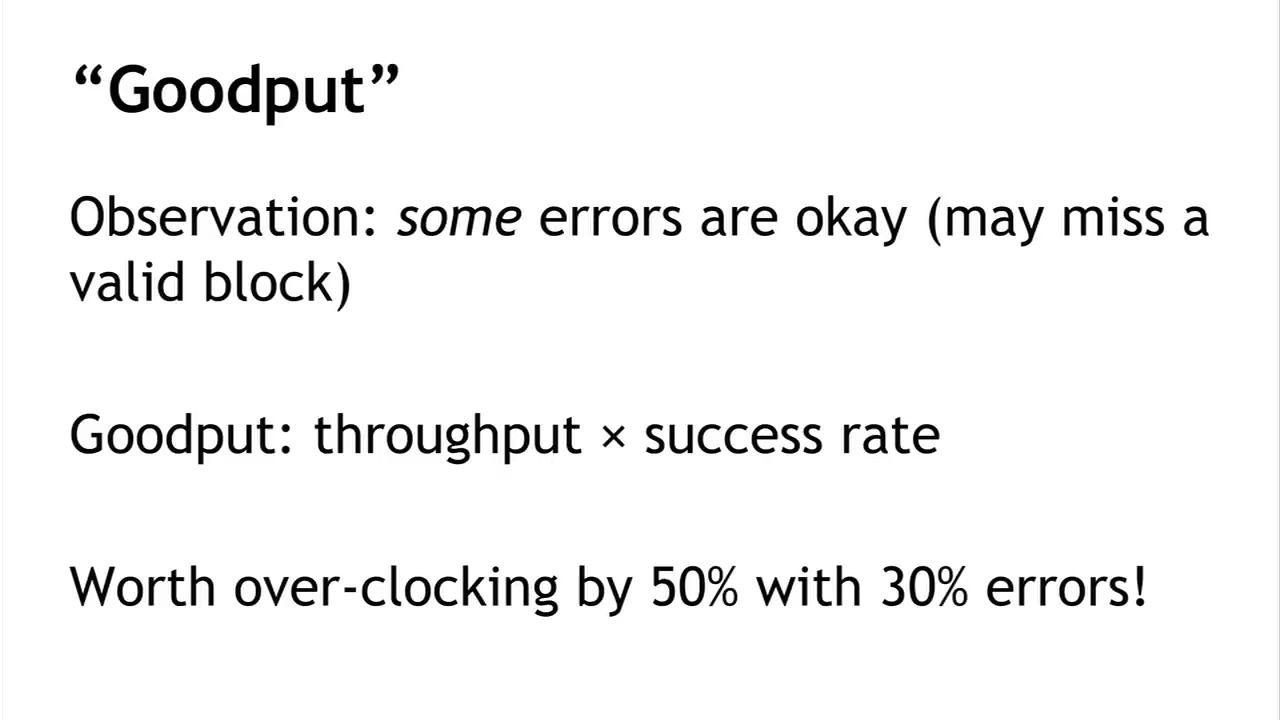 “Goodput”
Observation: some errors are okay (may miss a
valid block)
Goodput: throughput × success rate
Worth over-clocking by 50% with 30% errors!